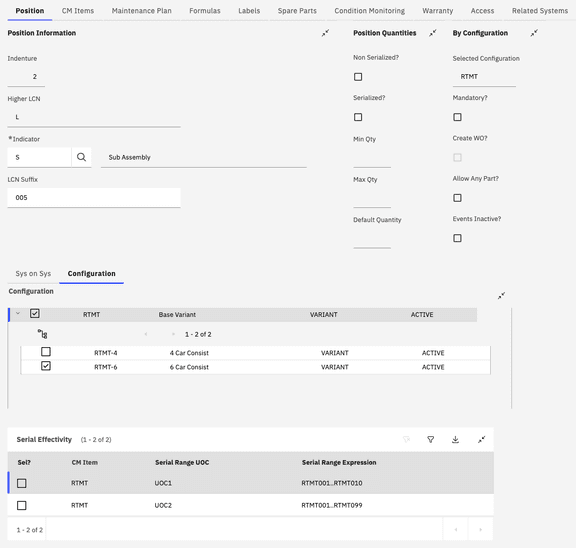 Position CM Items Maintenance Plan Formulas Labels Spare Parts Condition Monitoring Warranty Access Related Systems
Position Information
Indenture
2
Higher LCN
L
*Indicator
S Sub Assembly
LCN Suffix
005
Position Quantities
Non Serialized?
Serialized?
Min Qty
Max Qty
Default Quantity
By Configuration
Selected Configuration
RTMT
Mandatory?
Create WO?
Allow Any Part?
Events Inactive?
Sys on Sys Configuration
Configuration
RTMT Base Variant VARIANT ACTIVE
1 - 2 of 2
RTMT-4 4 Car Consist VARIANT ACTIVE
RTMT-6 6 Car Consist VARIANT ACTIVE
Serial Effectivity (1 - 2 of 2)
Sel? CM Item Serial Range UOC Serial Range Expression
RTMT UOC1 RTMT001..RTMT010
RTMT UOC2 RTMT001..RTMT099
1 - 2 of 2